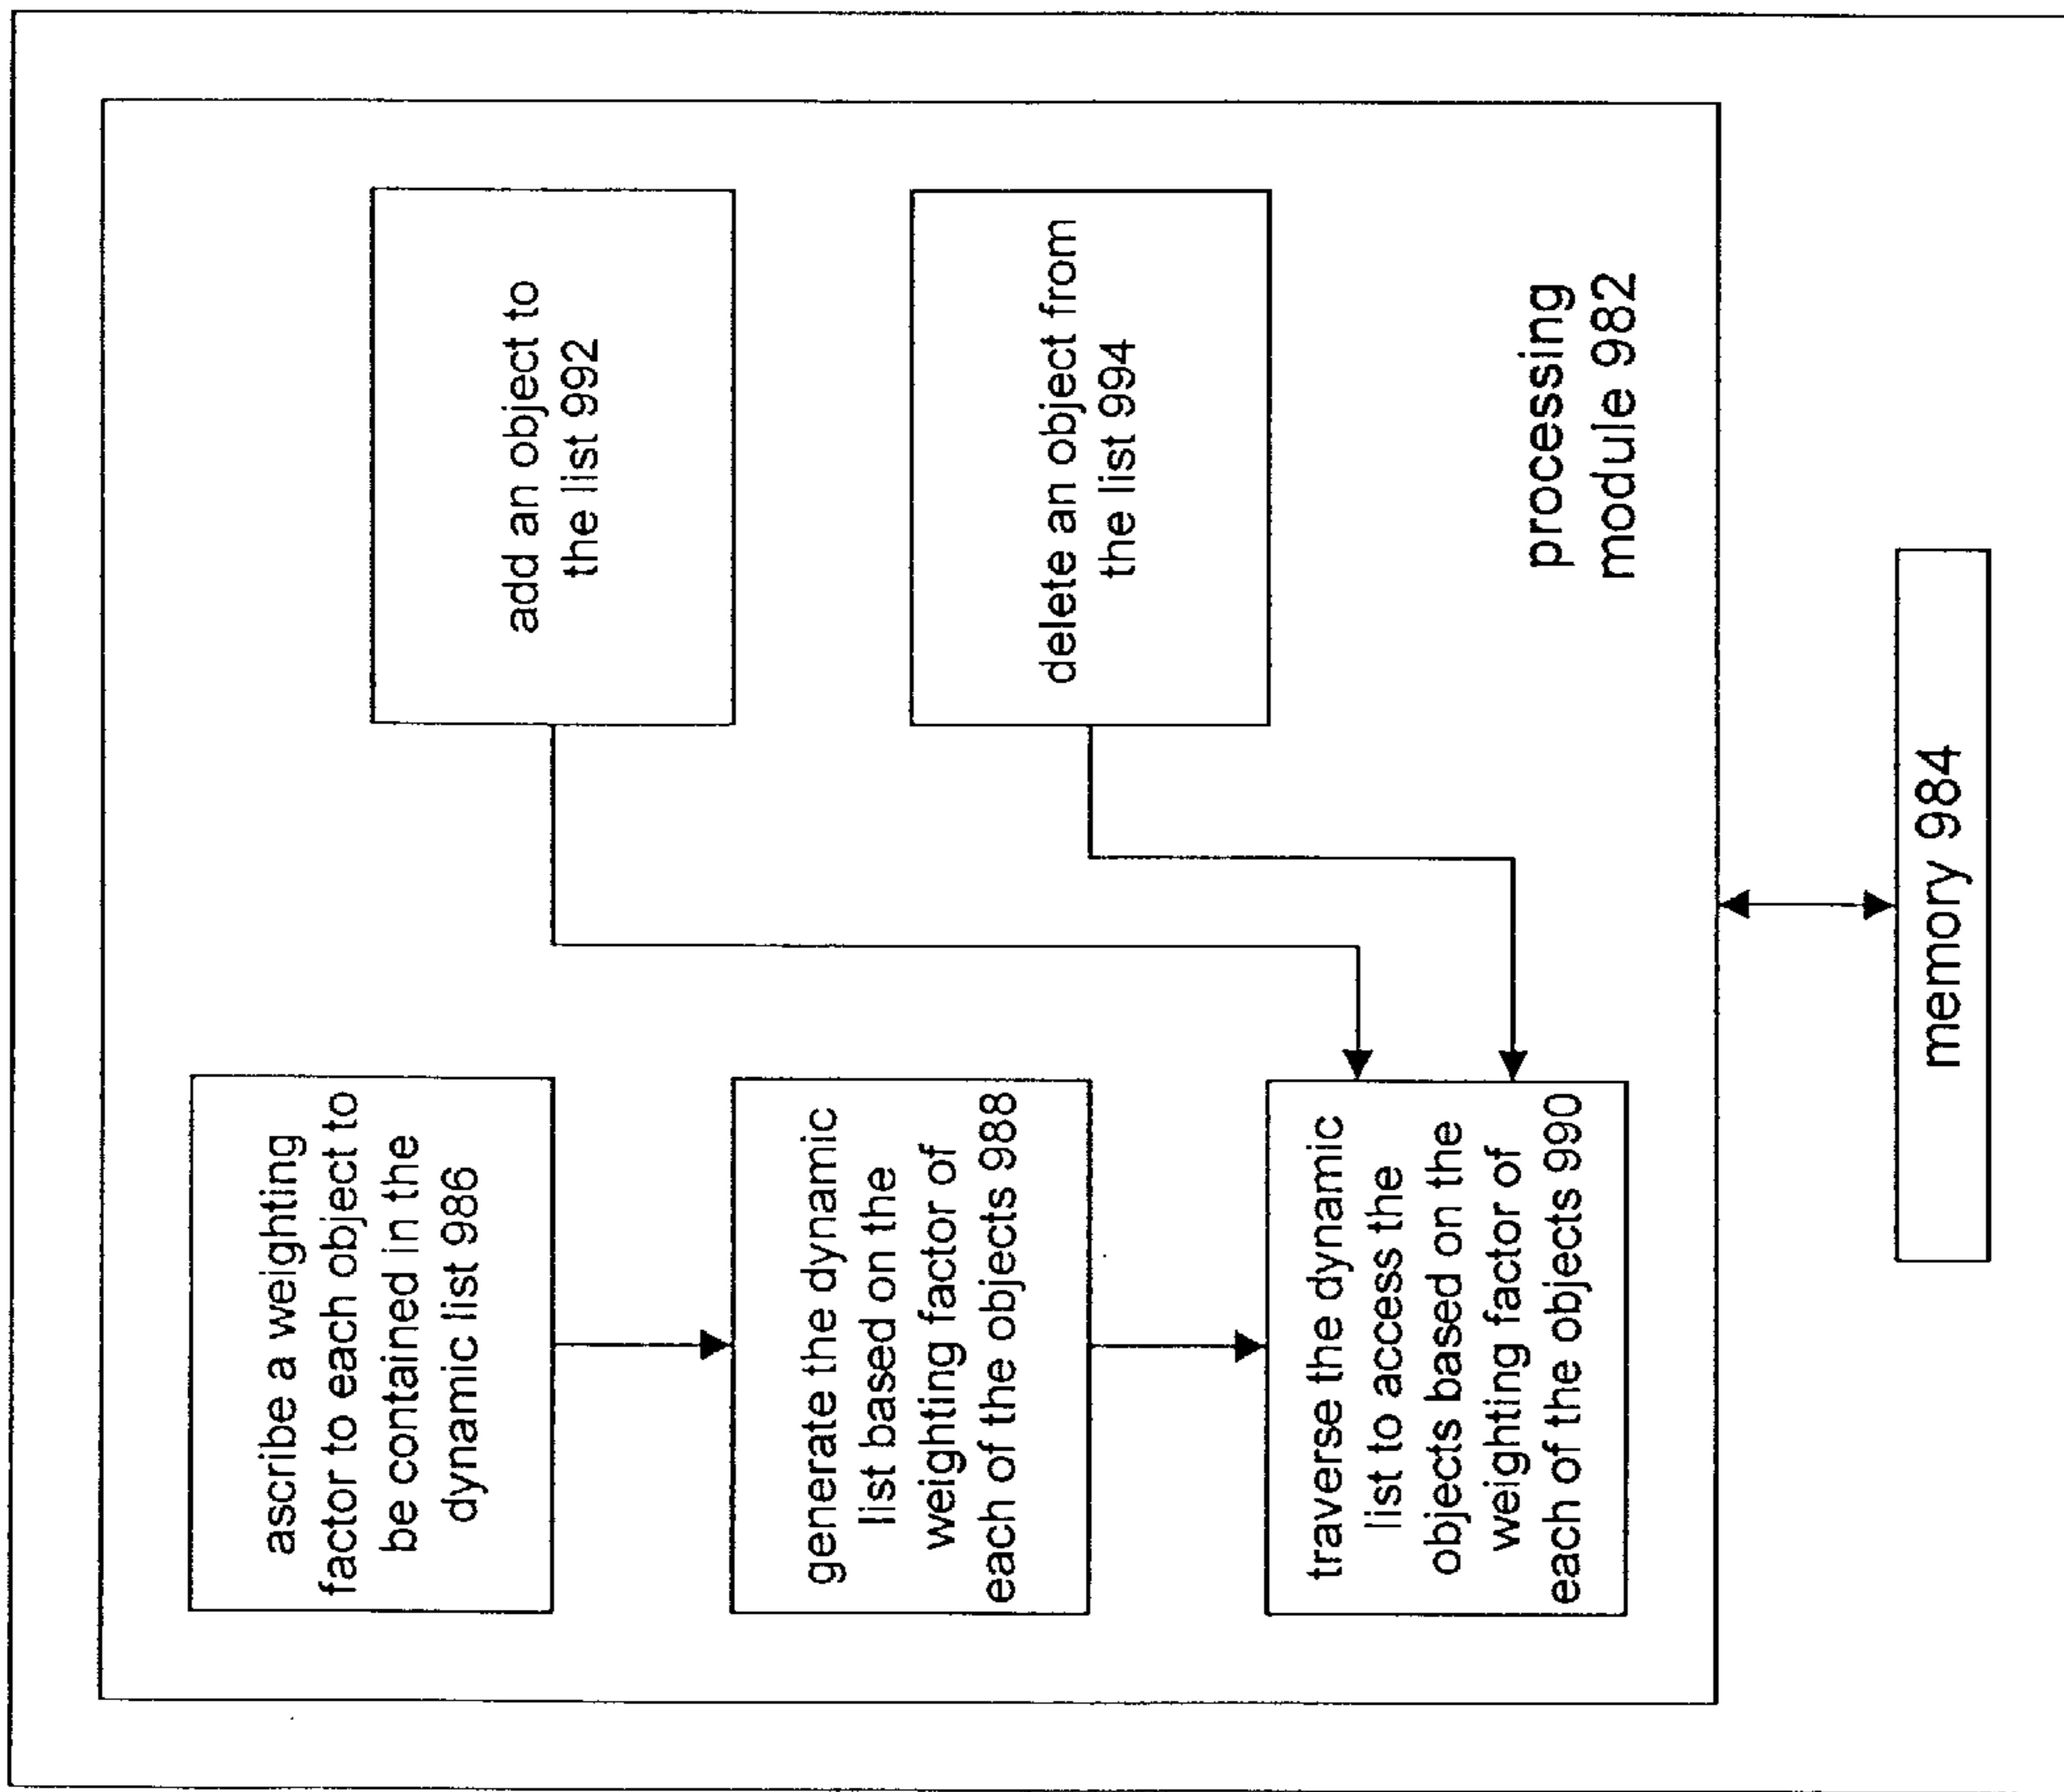 ascribe a weighting
factor to each object to
be contained in the
dynamic list 986
generate the dynamic
list based on the
weighting factor of
each of the objects 988
traverse the dynamic
list to access the
objects based on the
weighting factor of
each of the objects 990
add an object to
the list 992
delete an object from
the list 994
processing
module 982
memory 984